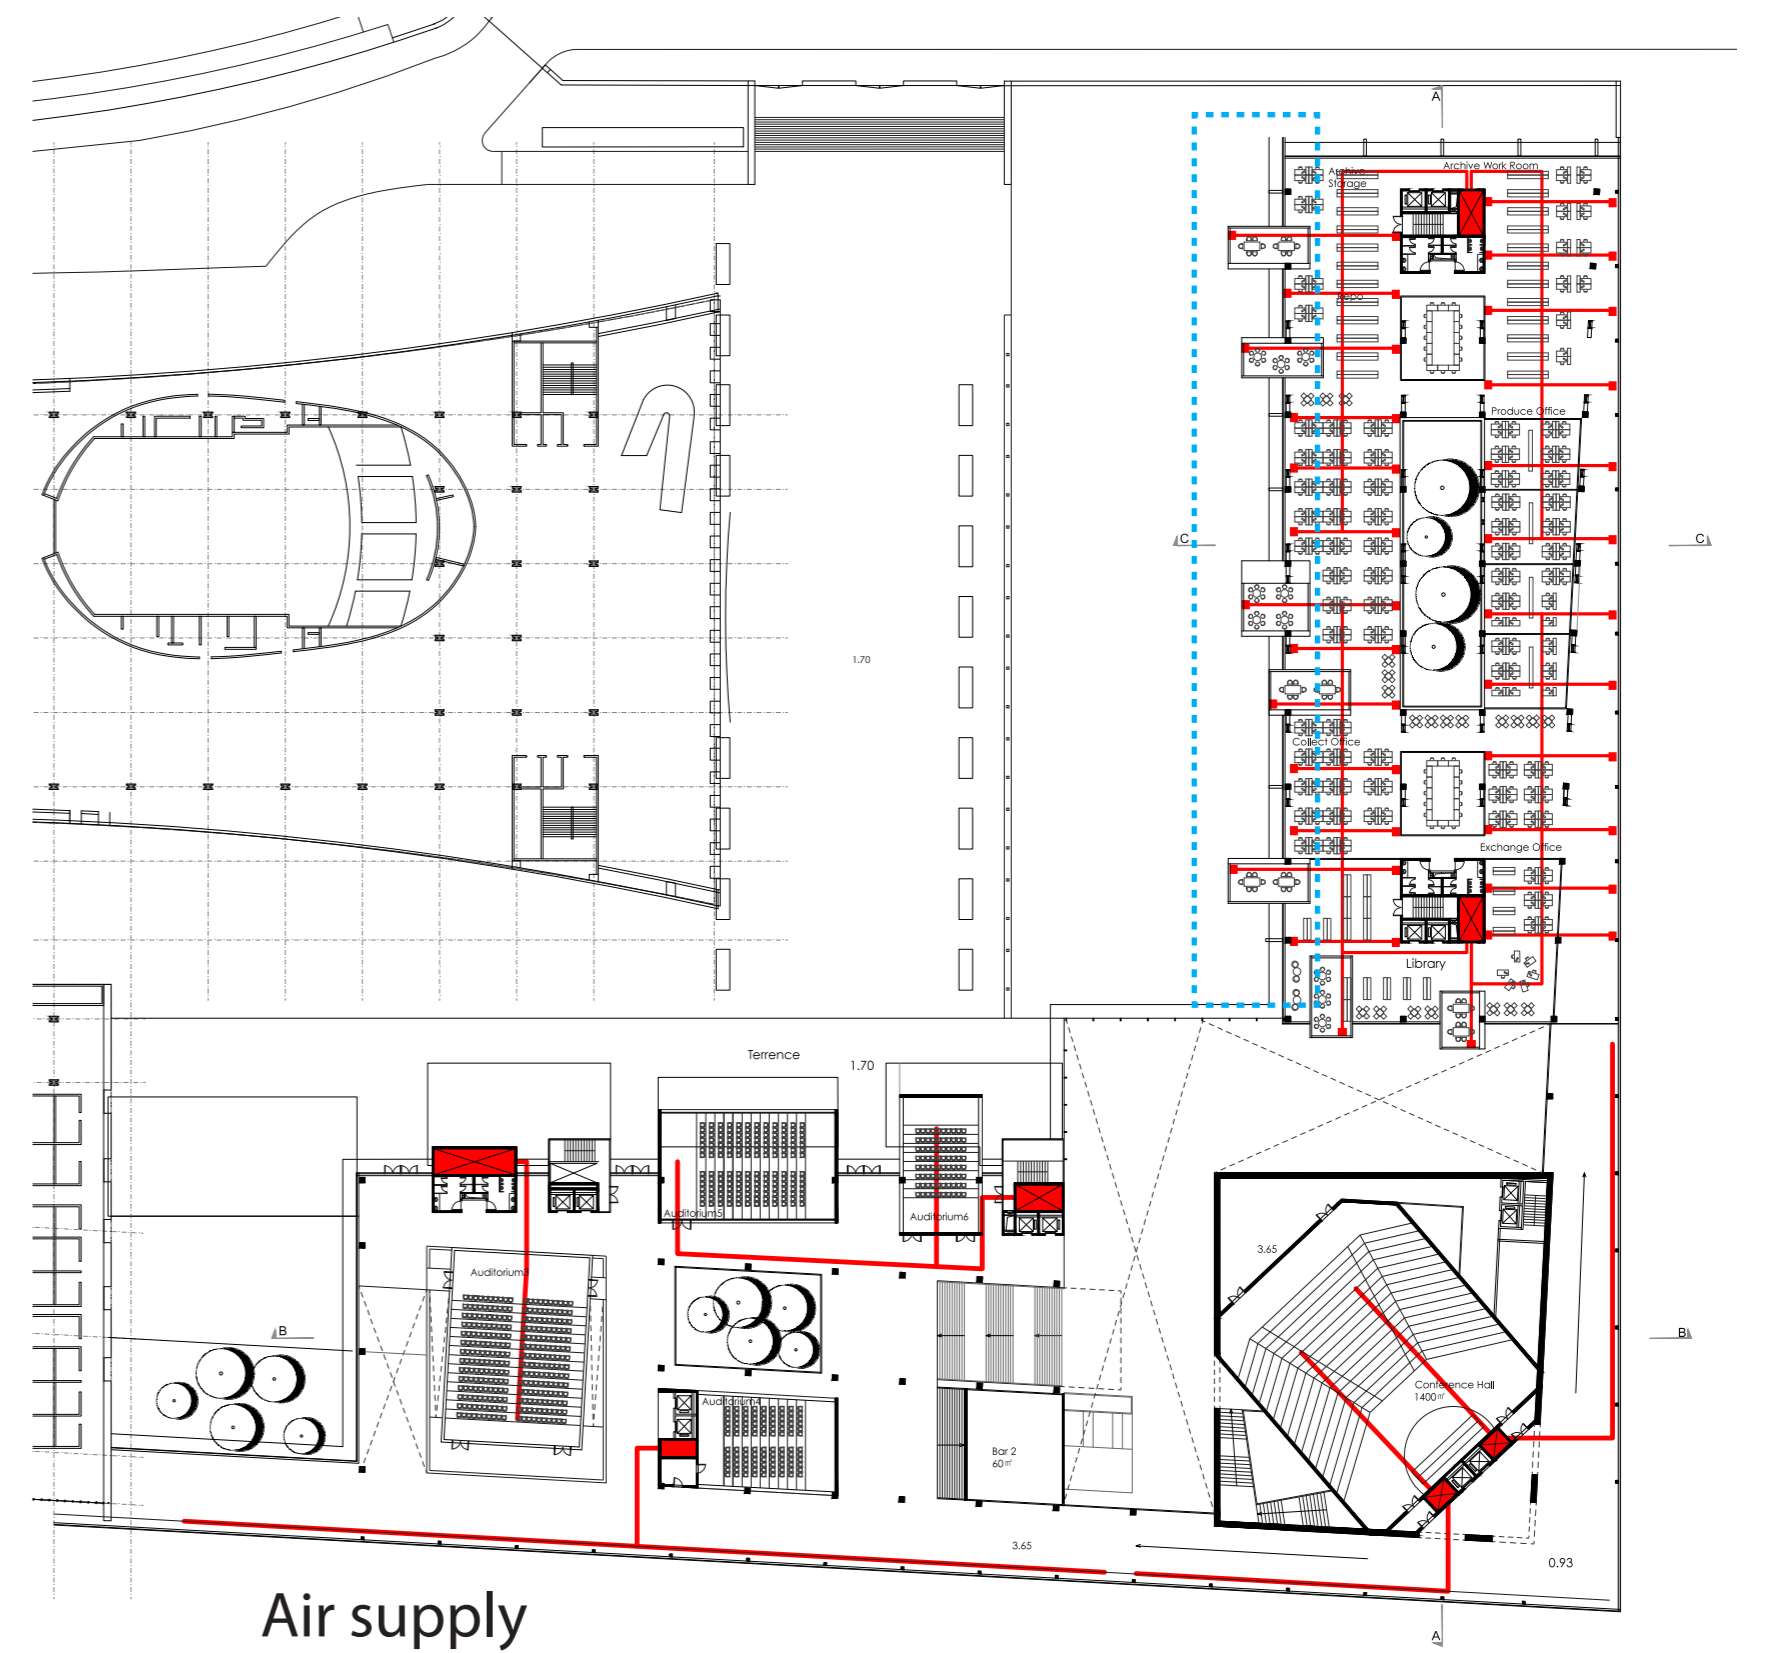 A
Archive Work Room
Archive
Storage
Repo
Produce Office
C
C
1.70
Collect Office
Exchange Office
Library
Terrence
1.70
Auditorium5
Auditorium6
3.65
Auditorium3
B
B
Conference Hall
1400㎡
Auditorium4
Bar 2
60㎡
3.65
0.93
Air supply
A